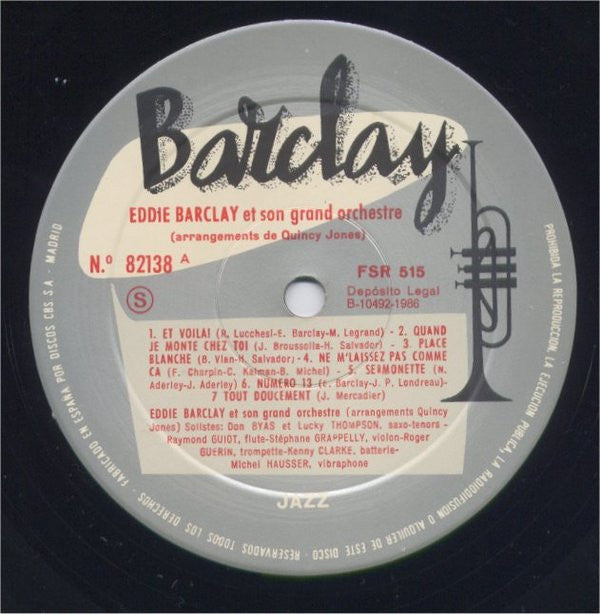 Barclay
EDDIE BARCLAY et son grand orchestre
(arrangements de Quincy Jones)
N.º 82138 A
FSR 515
S
Depósito Legal
B-10492-1986
1. ET VOILA! (R. Lucchesi-E. Barclay-M. Legrand) - 2. QUAND
JE MONTE CHEZ TOI (J. Broussolle-H. Salvador) - 3. PLACE
BLANCHE (B. Vian-H. Salvador) - 4. NE M'LAISSEZ PAS COMME
CA (F. Charpin-C. Kelman-B. Michel) - 5. SERMONETTE (N.
Aderley-J. Aderley) 6. NUMERO 13 (E. Barclay-J. P. Londreau)-
7 TOUT DOUCEMENT (J. Mercadier)
EDDIE BARCLAY et son grand orchestre (arrangements Quincy
Jones) Solistes: Don BYAS et Lucky THOMPSON, saxo-tenors -
Raymond GUIOT, flute-Stéphane GRAPPELLY, violon-Roger
GUERIN, trompette-Kenny CLARKE, batterie-
Michel HAUSSER, vibraphone
JAZZ
PROHIBIDA LA REPRODUCCION, LA EJECUCION PUBLICA, LA RADIODIFUSION O ALQUILER DE ESTE DISCO - RESERVADOS TODOS LOS DERECHOS - FABRICADO EN ESPAÑA POR DISCOS CBS S.A - MADRID